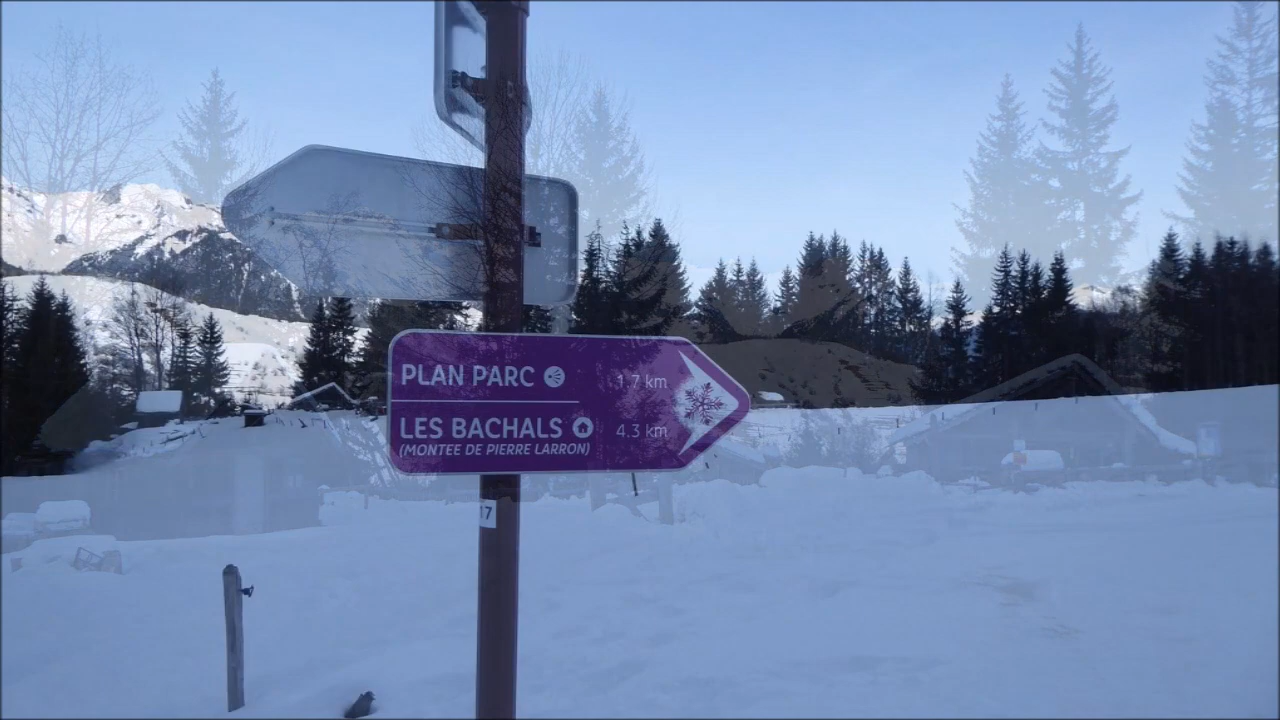 PLAN PARC 1.7 km
LES BACHALS 4.3 km
(MONTEE DE PIERRE LARRON)
17